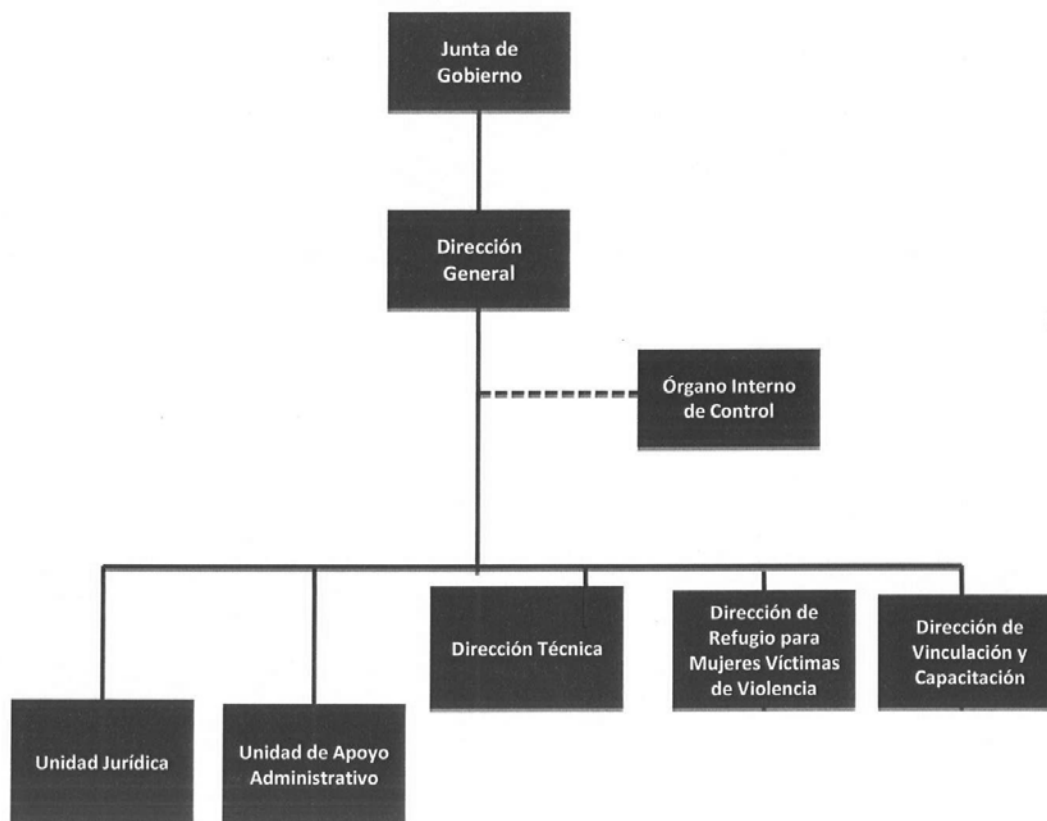 Junta de
Gobierno
Dirección
General
Órgano Interno
de Control
Dirección Técnica
Dirección de
Refugio para
Mujeres Víctimas
de Violencia
Dirección de
Vinculación y
Capacitación
Unidad Jurídica
Unidad de Apoyo
Administrativo